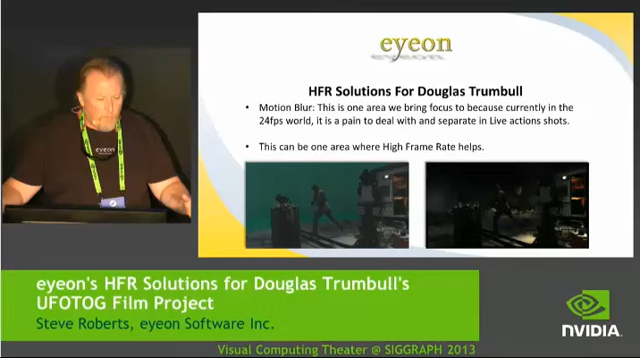 eyeon
HFR Solutions For Douglas Trumbull
• Motion Blur: This is one area we bring focus to because currently in the
24fps world, it is a pain to deal with and separate in Live actions shots.
• This can be one area where High Frame Rate helps.
eyeon
eyeon's HFR Solutions for Douglas Trumbull's
UFOTOG Film Project
Steve Roberts, eyeon Software Inc.
NVIDIA.
Visual Computing Theater @ SIGGRAPH 2013